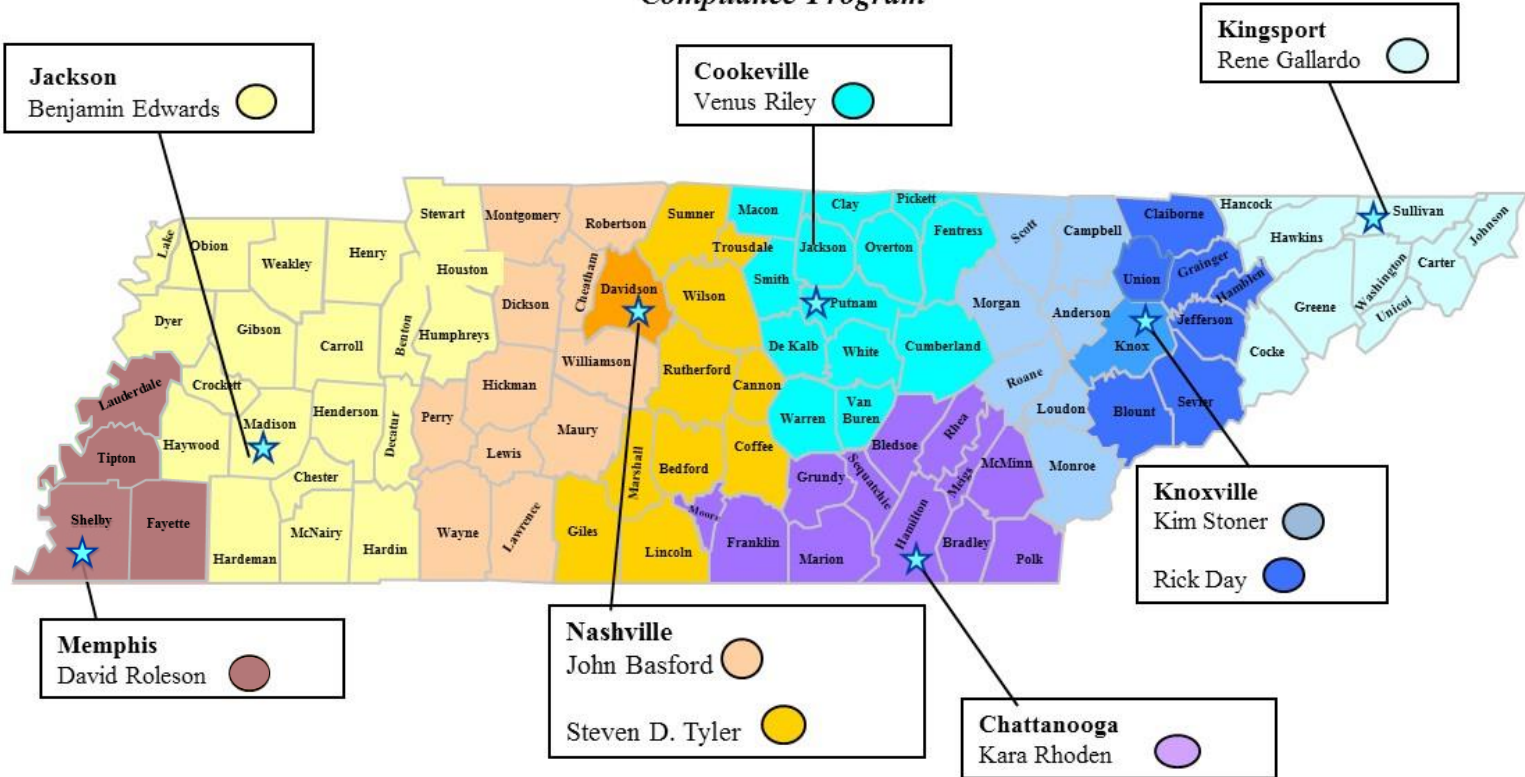 Compliance Program
Kingsport
Rene Gallardo
Jackson
Benjamin Edwards
Cookeville
Venus Riley
Lake
Obion
Weakley
Henry
Stewart
Houston
Montgomery
Robertson
Cheatham
Dickson
Davidson
Sumner
Trousdale
Wilson
Macon
Clay
Pickett
Jackson
Overton
Fentress
Smith
Putnam
Scott
Campbell
Claiborne
Hancock
Hawkins
Sullivan
Johnson
Washington
Carter
Unicoi
Greene
Union
Grainger
Hamblen
Morgan
Anderson
Knox
Jefferson
Cocke
Dyer
Gibson
Carroll
Benton
Humphreys
Hickman
Williamson
Rutherford
Cannon
De Kalb
White
Cumberland
Roane
Loudon
Blount
Sevier
Lauderdale
Crockett
Madison
Henderson
Decatur
Perry
Lewis
Maury
Marshall
Bedford
Coffee
Warren
Van
Buren
Bledsoe
Rhea
Meigs
McMinn
Monroe
Tipton
Haywood
Chester
Shelby
Fayette
Hardeman
McNairy
Hardin
Wayne
Lawrence
Giles
Lincoln
Moore
Franklin
Grundy
Sequatchie
Marion
Hamilton
Bradley
Polk
Knoxville
Kim Stoner
Rick Day
Memphis
David Roleson
Nashville
John Basford
Steven D. Tyler
Chattanooga
Kara Rhoden